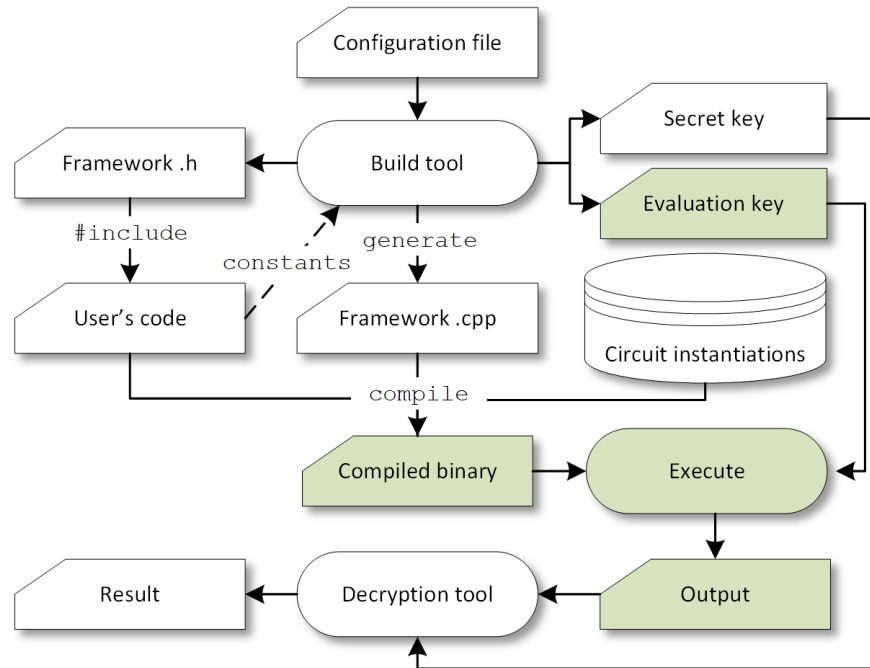 Configuration file
Secret key
Framework .h
Build tool
Evaluation key
#include
generate
constants
User’s code
Framework .cpp
Circuit instantiations
compile
Compiled binary
Execute
Result
Decryption tool
Output